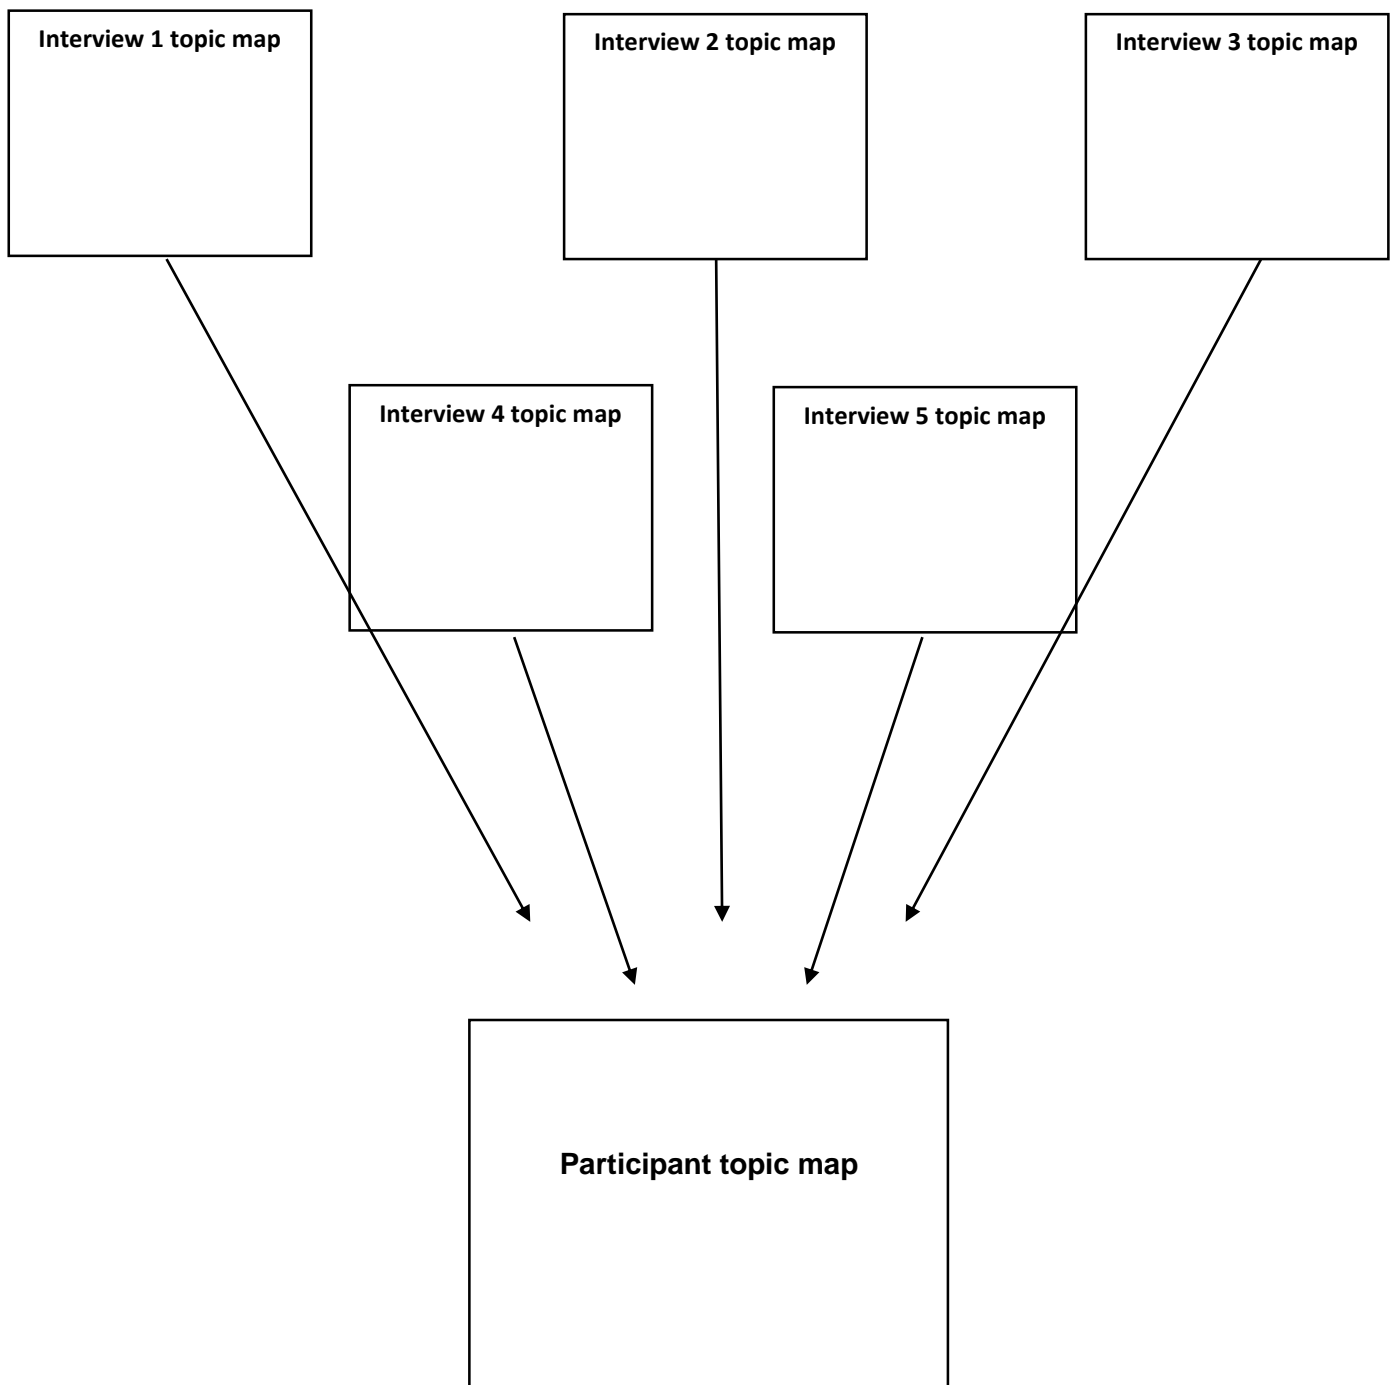 Interview 1 topic map
Interview 2 topic map
Interview 3 topic map
Interview 4 topic map
Interview 5 topic map
Participant topic map